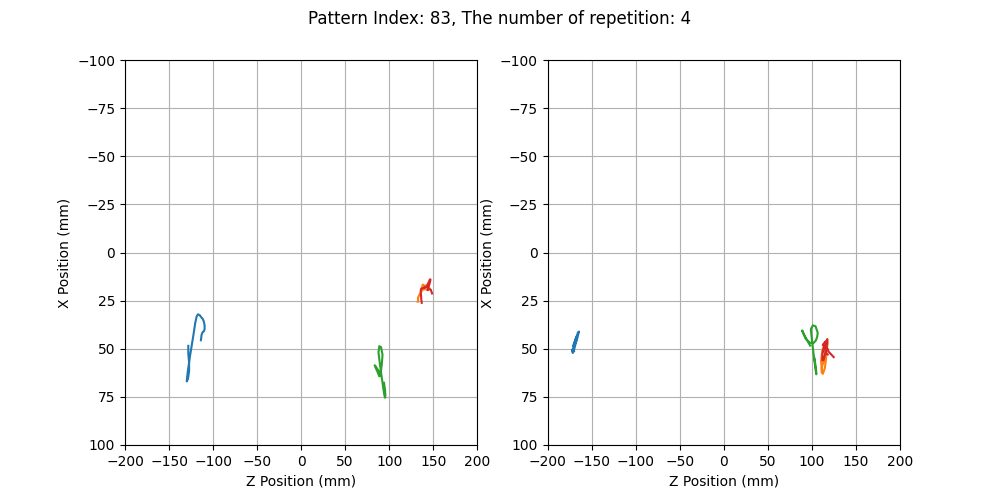 Pattern Index: 83, The number of repetition: 4
−100 −100
−75 −75
−50 −50
−25 −25
0 0
25 25
50 50
75 75
100 100
X Position (mm) X Position (mm)
−200 −150 −100 −50 0 50 100 150 200 −200 −150 −100 −50 0 50 100 150 200
Z Position (mm) Z Position (mm)